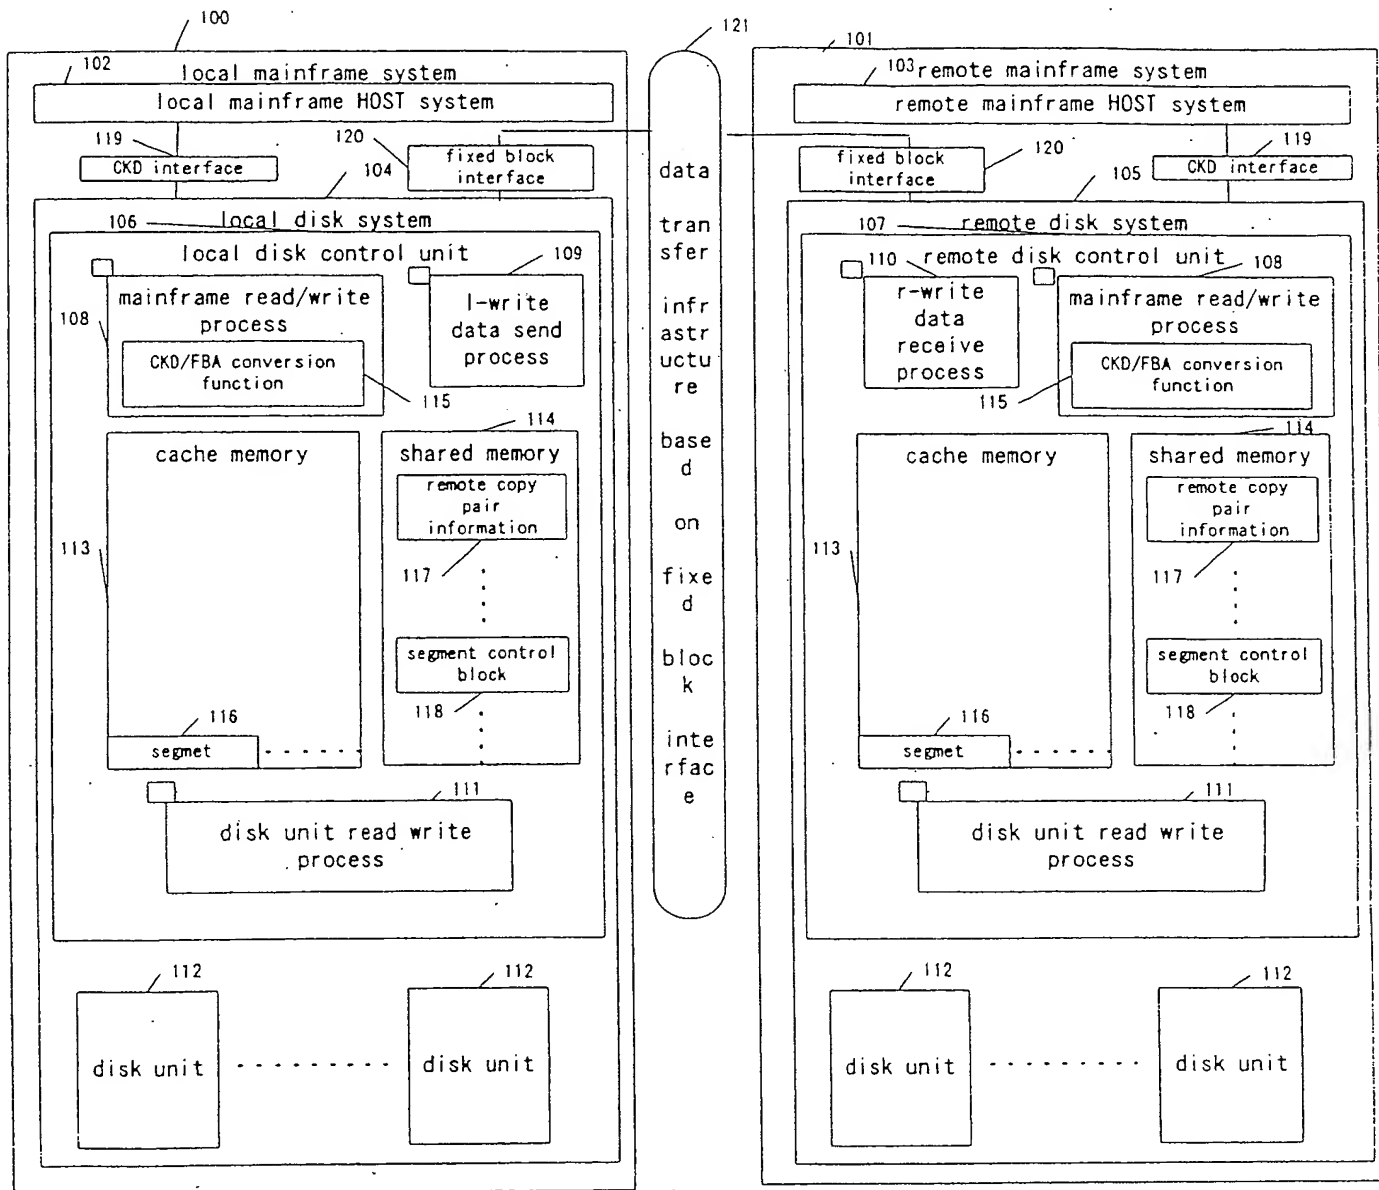 100
local mainframe system
102
local mainframe HOST system
119
CKD interface
120
fixed block
interface
104
local disk system
106
local disk control unit
mainframe read/write
process
108
CKD/FBA conversion
function
115
109
l-write
data send
process
cache memory
113
116
segmet
114
shared memory
remote copy
pair
information
117
segment control
block
118
111
disk unit read write
process
112
disk unit
112
disk unit
121
data
tran
sfer
infr
astr
uctu
re
base
d
on
fixe
d
bloc
k
inte
rfac
e
101
remote mainframe system
103
remote mainframe HOST system
fixed block
interface
120
119
CKD interface
105
remote disk system
107
remote disk control unit
110
r-write
data
receive
process
108
mainframe read/write
process
CKD/FBA conversion
function
115
cache memory
113
116
segmet
114
shared memory
remote copy
pair
information
117
segment control
block
118
111
disk unit read write
process
112
disk unit
112
disk unit